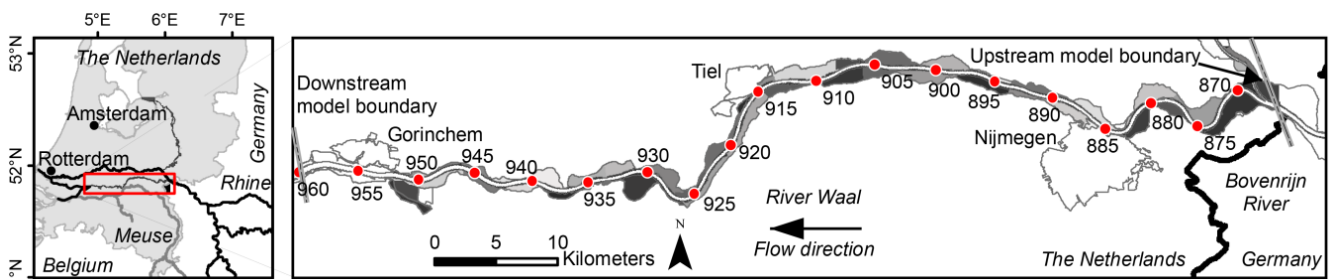 5°E
6°E
7°E
53°N
52°N
°N
The Netherlands
Amsterdam
Rotterdam
Germany
Rhine
Meuse
Belgium
Downstream
model boundary
Gorinchem
960
955
950
945
940
935
930
925
920
Tiel
915
910
905
900
895
890
Nijmegen
885
880
875
870
Upstream model boundary
Bovenrijn
River
River Waal
Flow direction
N
0 5 10
Kilometers
The Netherlands
Germany